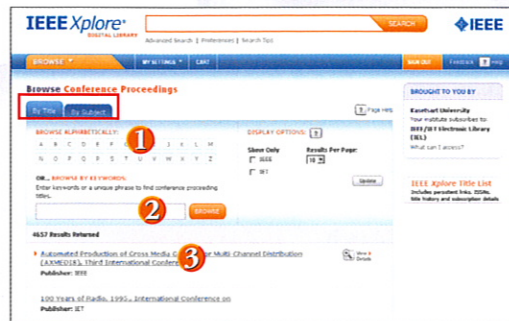 IEEE Xplore®
DIGITAL LIBRARY
SEARCH
IEEE
Advanced Search | Preferences | Search Tips
BROWSE
MY SETTINGS
CART
SIGN OUT
Feedback
? Help
Browse Conference Proceedings
By Title
By Subject
? Page Help
BROWSE ALPHABETICALLY:
1
A B C D E F J K L M
N O P Q R S T U V W X Y Z
OR... BROWSE BY KEYWORDS:
Enter keywords or a unique phrase to find conference proceeding
titles.
2
BROWSE
DISPLAY OPTIONS: ?
Show Only
Results Per Page:
IEEE
10
IET
Update
4657 Results Returned
3
Automated Production of Cross Media or Multi Channel Distribution
(AXMEDIS), Third International
Publisher: IEEE
View
Details
100 Years of Radio, 1995., International Conference on
Publisher: IET
BROUGHT TO YOU BY
Kasetsart University
Your institute subscribes to:
IEEE/IET Electronic Library
(IEL)
What can I access?
IEEE Xplore Title List
Includes persistent links, ISSNs,
title history and subscription details